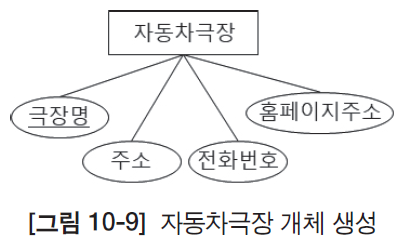 자동차극장
극장명
주소
전화번호
홈페이지주소
[그림 10-9] 자동차극장 개체 생성